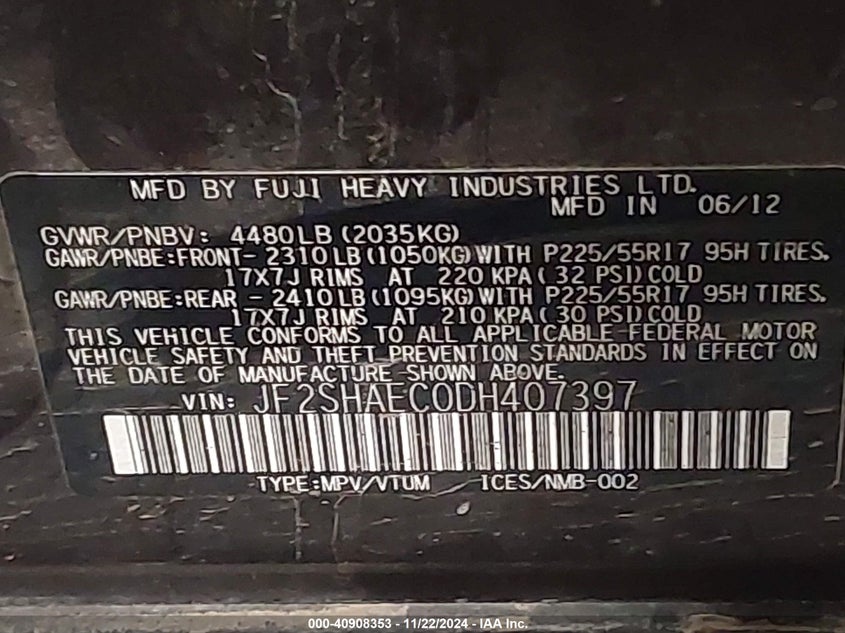 MFD BY FUJI HEAVY INDUSTRIES LTD.
MFD IN 06/12
GVWR/PNBV: 4480LB (2035KG)
GAWR/PNBE:FRONT- 2310 LB (1050KG) WITH P225/55R17 95H TIRES.
17X7J RIMS AT 220 KPA ( 32 PSI) COLD
GAWR/PNBE:REAR - 2410 LB (1095KG) WITH P225/55R17 95H TIRES.
17X7J RIMS AT 210 KPA ( 30 PSI) COLD
THIS VEHICLE CONFORMS TO ALL APPLICABLE FEDERAL MOTOR
VEHICLE SAFETY AND THEFT PREVENTION STANDARDS IN EFFECT ON
THE DATE OF MANUFACTURE SHOWN ABOVE.
VIN: JF2SHAEC0DH407397
TYPE:MPV/VTUM ICES/NMB-002
000-40908353 - 11/22/2024 - IAA Inc.